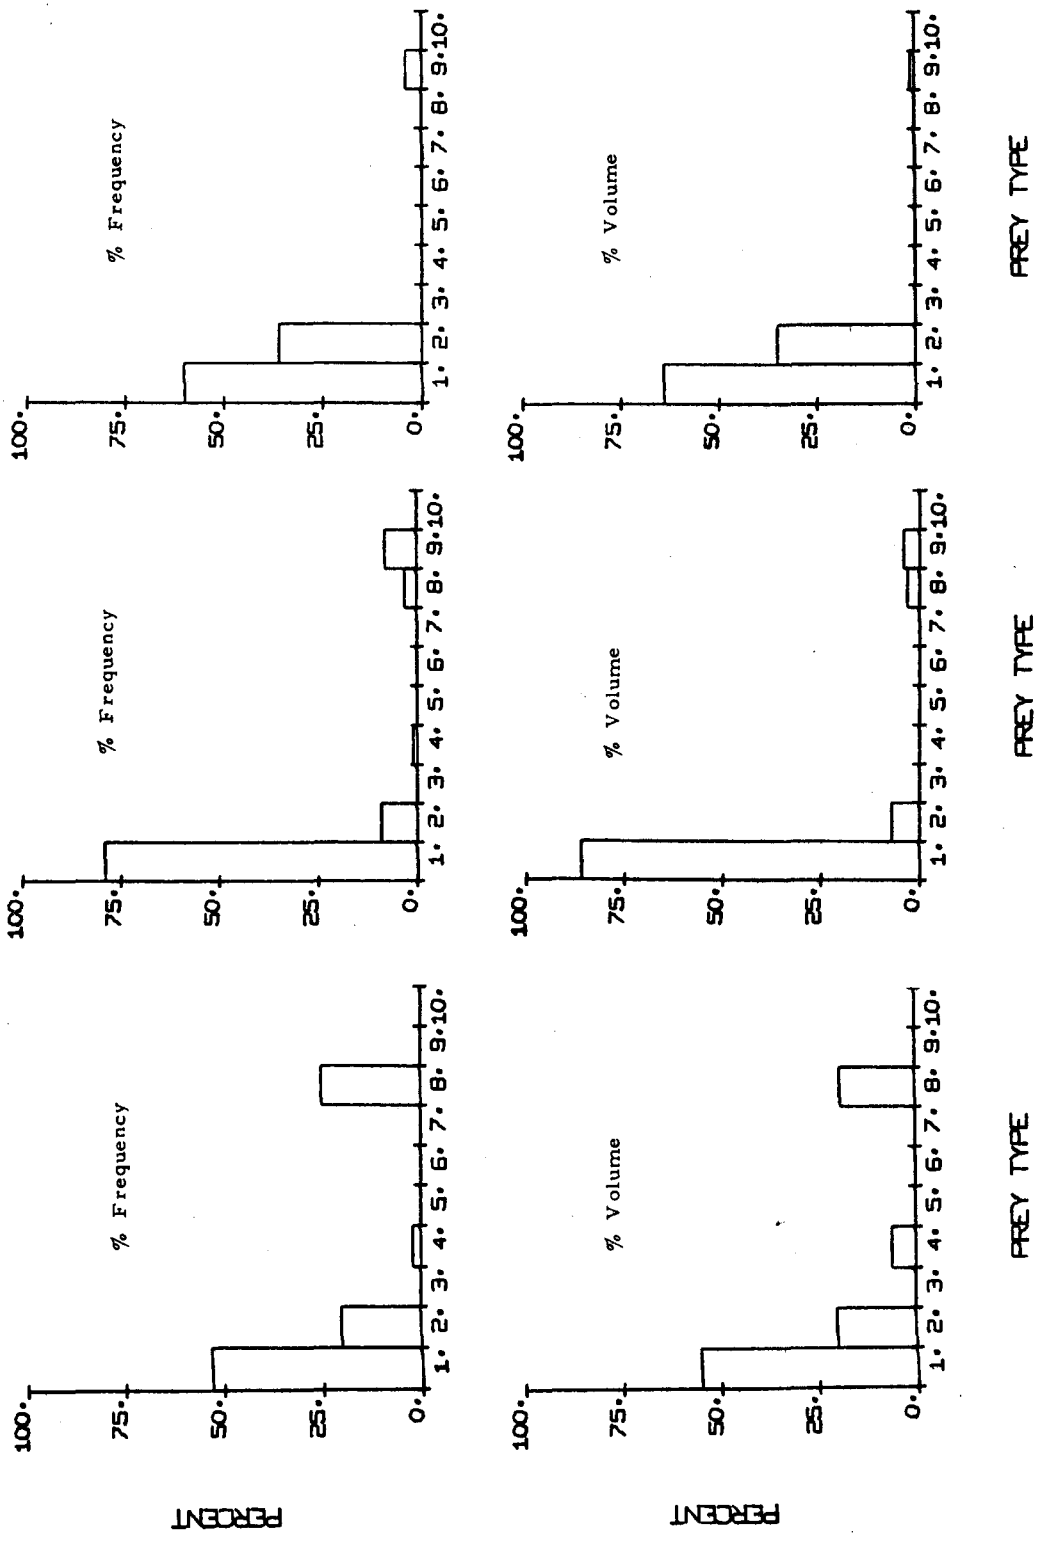 PERCENT
100.
75.
50.
25.
0.
% Frequency
1. 2. 3. 4. 5. 6. 7. 8. 9. 10.
100.
75.
50.
25.
0.
% Frequency
1. 2. 3. 4. 5. 6. 7. 8. 9. 10.
100.
75.
50.
25.
0.
% Frequency
1. 2. 3. 4. 5. 6. 7. 8. 9. 10.
PERCENT
100.
75.
50.
25.
0.
% Volume
1. 2. 3. 4. 5. 6. 7. 8. 9. 10.
PREY TYPE
100.
75.
50.
25.
0.
% Volume
1. 2. 3. 4. 5. 6. 7. 8. 9. 10.
PREY TYPE
100.
75.
50.
25.
0.
% Volume
1. 2. 3. 4. 5. 6. 7. 8. 9. 10.
PREY TYPE